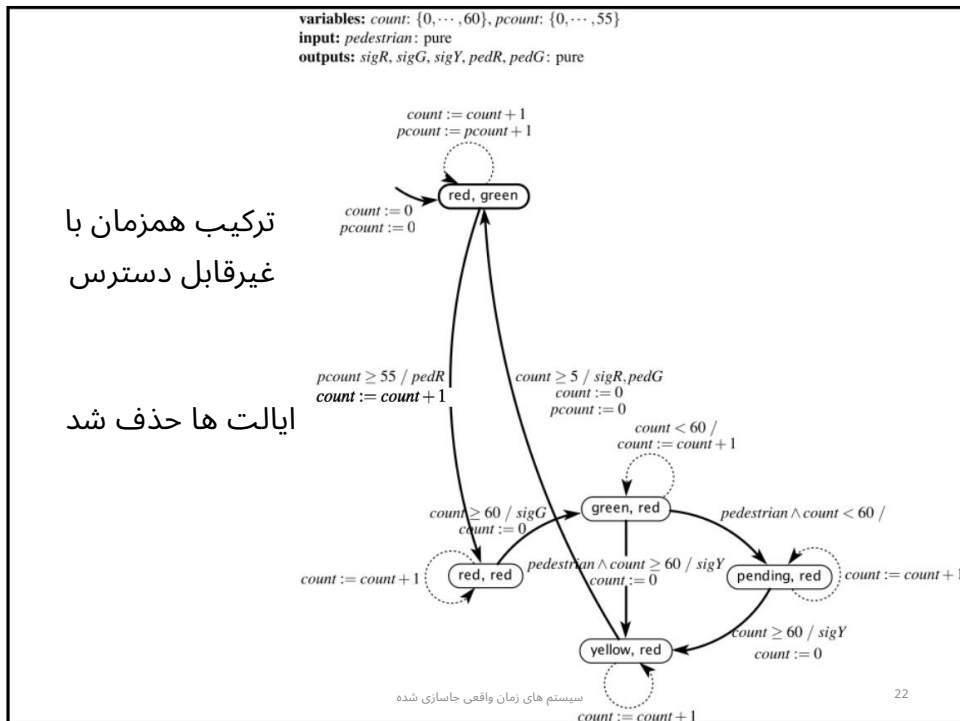 variables: count: {0, ⋯ ,60}, pcount: {0, ⋯ ,55}
input: pedestrian: pure
outputs: sigR, sigG, sigY, pedR, pedG: pure
count := count + 1
pcount := pcount + 1
red, green
count := 0
pcount := 0
ترکیب همزمان با
غیرقابل دسترس
ایالت ها حذف شد
pcount ≥ 55 / pedR
count := count + 1
count ≥ 5 / sigR, pedG
count := 0
pcount := 0
count < 60 /
count := count + 1
count ≥ 60 / sigG
count := 0
green, red
pedestrian ∧ count < 60 /
count := count + 1
red, red
pedestrian ∧ count ≥ 60 / sigY
count := 0
pending, red
count := count + 1
yellow, red
count ≥ 60 / sigY
count := 0
count := count + 1
سیستم های زمان واقعی جاسازی شده
22